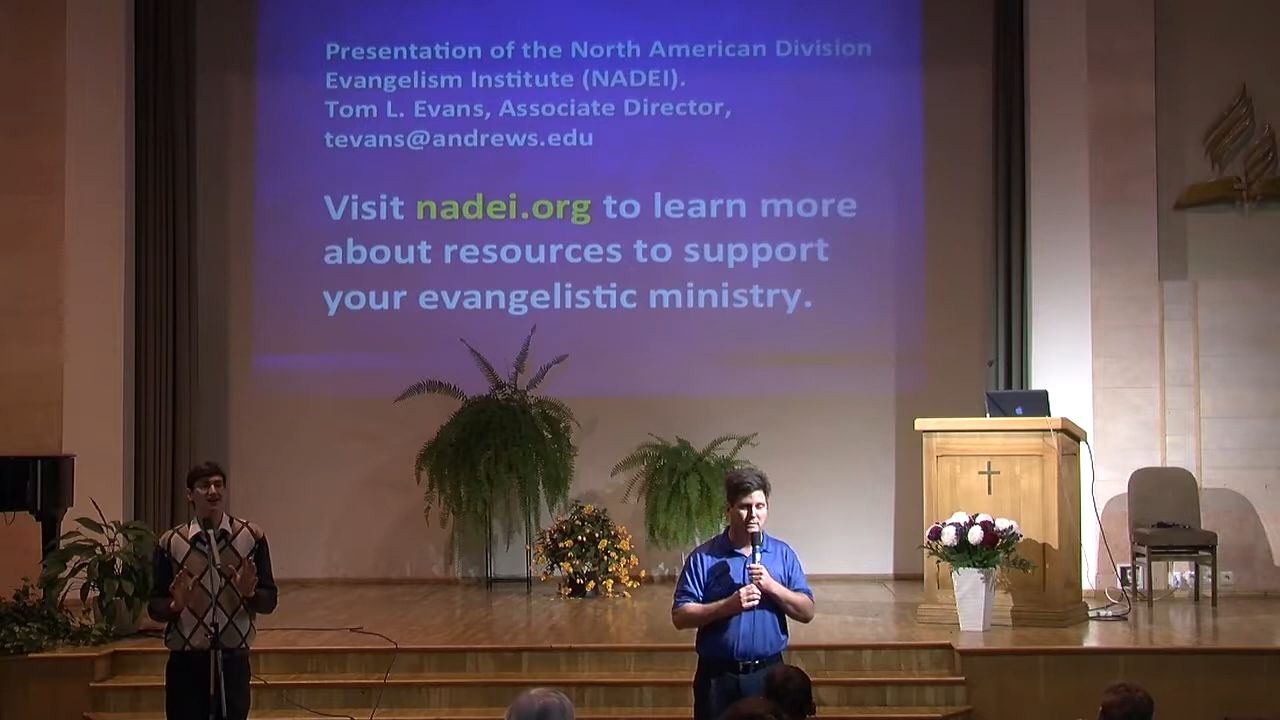 Presentation of the North American Division
Evangelism Institute (NADEI).
Tom L. Evans, Associate Director,
tevans@andrews.edu
Visit nadei.org to learn more
about resources to support
your evangelistic ministry.